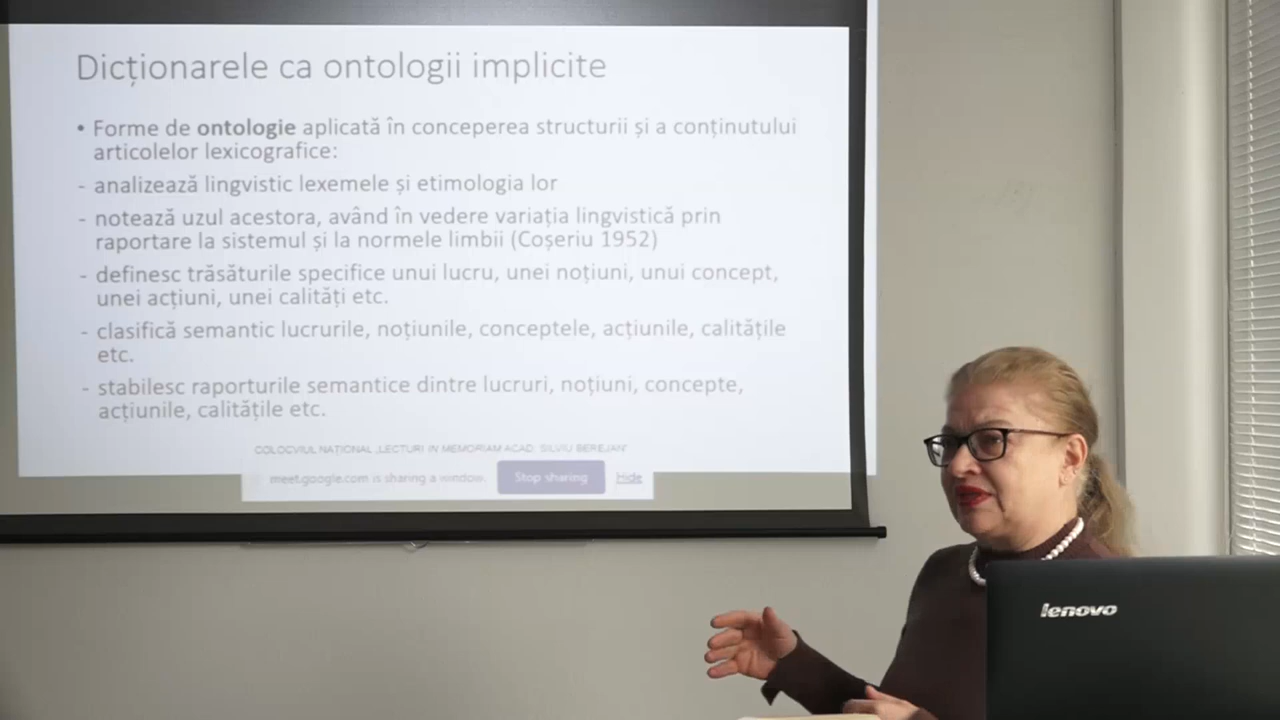 Dicționarele ca ontologii implicite
• Forme de ontologie aplicată în conceperea structurii și a conținutului
articolelor lexicografice:
- analizează lingvistic lexemele și etimologia lor
- notează uzul acestora, având în vedere variația lingvistică prin
raportare la sistemul și la normele limbii (Coșeriu 1952)
- definesc trăsăturile specifice unui lucru, unei noțiuni, unui concept,
unei acțiuni, unei calități etc.
- clasifică semantic lucrurile, noțiunile, conceptele, acțiunile, calitățile
etc.
- stabilesc raporturile semantice dintre lucruri, noțiuni, concepte,
acțiunile, calitățile etc.
COLOCVIUL NAȚIONAL „LECTURI IN MEMORIAM ACAD. SILVIU BEREJAN”
meet.google.com is sharing a window. Stop sharing Hide
lenovo